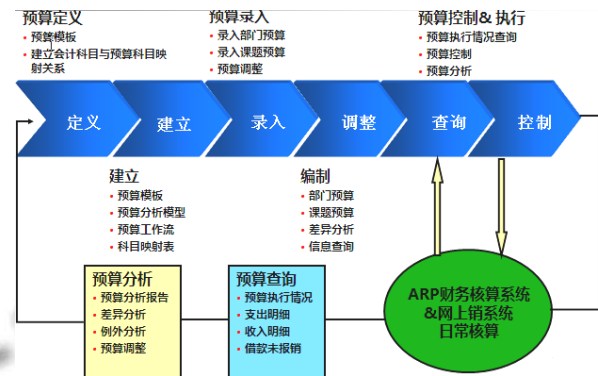 预算定义
• 预算模板
• 建立会计科目与预算科目映
射关系
预算录入
• 录入部门预算
• 录入课题预算
• 预算调整
预算控制& 执行
• 预算执行情况查询
• 预算控制
• 预算分析
定义
建立
录入
调整
查询
控制
建立
• 预算模板
• 预算分析模型
• 预算工作流
• 科目映射表
编制
• 部门预算
• 课题预算
• 差异分析
• 信息查询
预算分析
• 预算分析报告
• 差异分析
• 例外分析
• 预算调整
预算查询
• 预算执行情况
• 支出明细
• 收入明细
• 借款未报销
ARP财务核算系统
&网上报销系统
日常核算